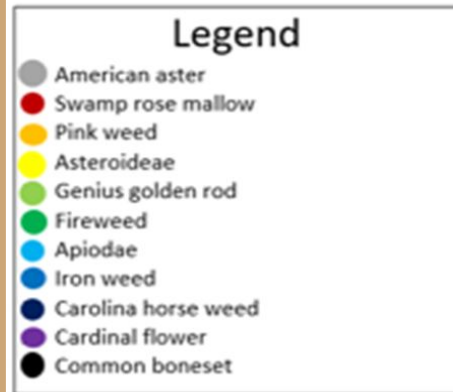 Legend
American aster
Swamp rose mallow
Pink weed
Asteroideae
Genius golden rod
Fireweed
Apiodae
Iron weed
Carolina horse weed
Cardinal flower
Common boneset